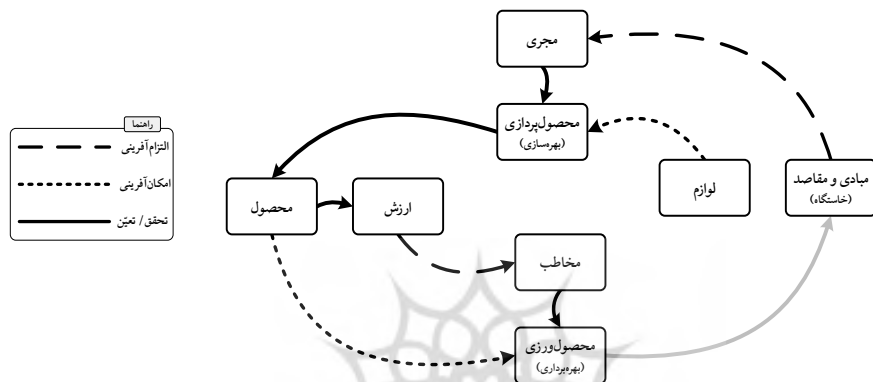 مجری
راهنما
محصول‌پردازی
(بهره‌سازی)
التزام‌آفرینی
مبادی و مقاصد
(خاستگاه)
لوازم
امکان‌آفرینی
ارزش
محصول
تحقق/ تعیّن
مخاطب
محصول‌ورزی
(بهره‌برداری)